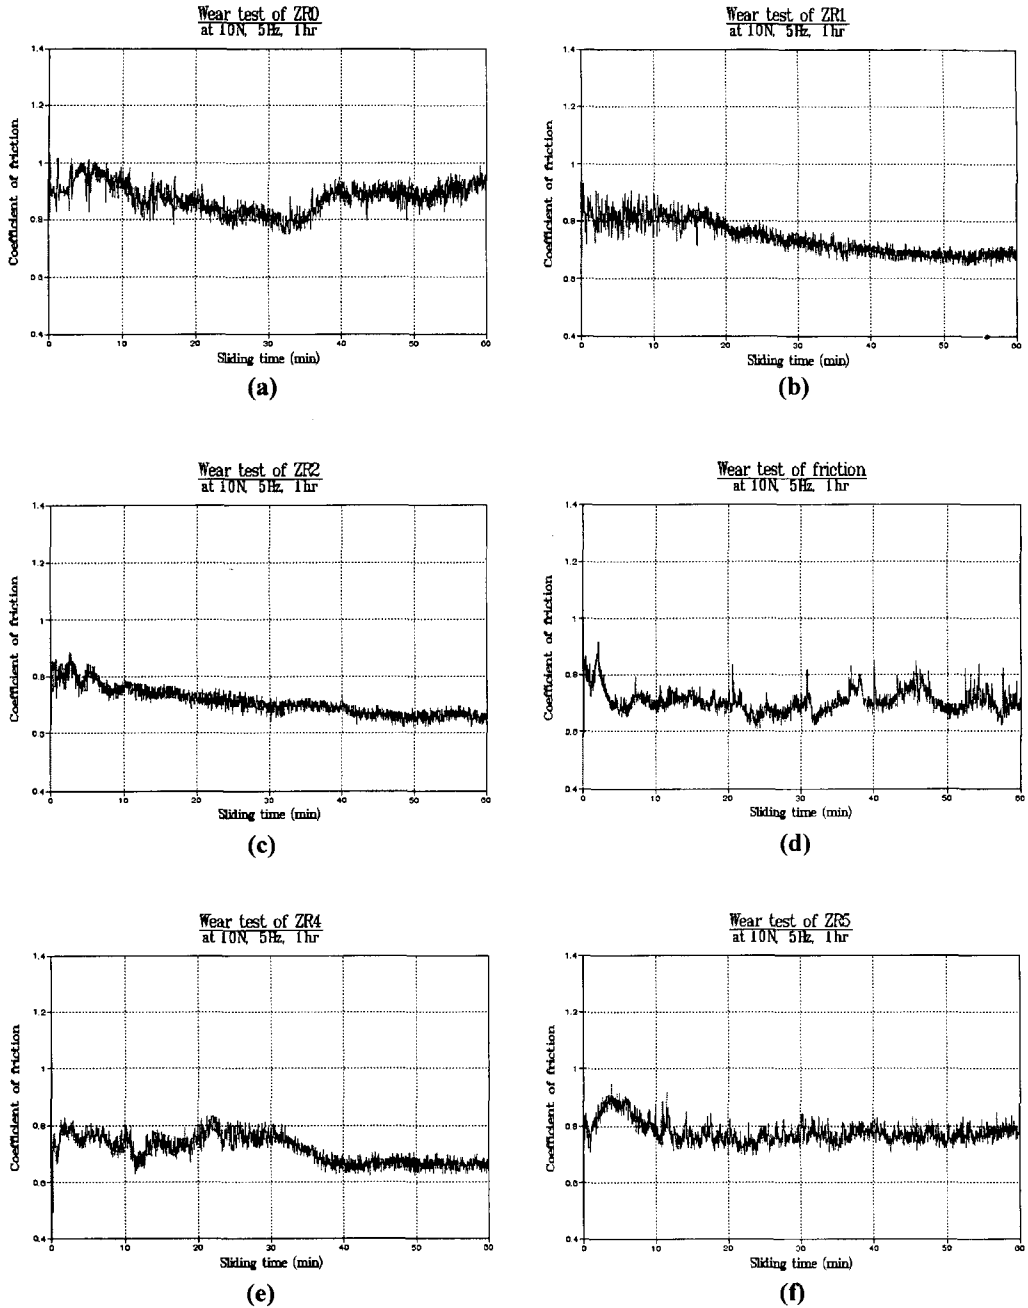 Wear test of ZR0
at 10N, 5Hz, 1hr
1.4
1.2
1
0.8
0.6
0.4
Coefficient of friction
0 10 20 30 40 50 60
Sliding time (min)
(a)
Wear test of ZR1
at 10N, 5Hz, 1hr
1.4
1.2
1
0.8
0.6
0.4
Coefficient of friction
0 10 20 30 40 50 60
Sliding time (min)
(b)
Wear test of ZR2
at 10N, 5Hz, 1hr
1.4
1.2
1
0.8
0.6
0.4
Coefficient of friction
0 10 20 30 40 50 60
Sliding time (min)
(c)
Wear test of friction
at 10N, 5Hz, 1hr
1.4
1.2
1
0.8
0.6
0.4
Coefficient of friction
0 10 20 30 40 50 60
Sliding time (min)
(d)
Wear test of ZR4
at 10N, 5Hz, 1hr
1.4
1.2
1
0.8
0.6
0.4
Coefficient of friction
0 10 20 30 40 50 60
Sliding time (min)
(e)
Wear test of ZR5
at 10N, 5Hz, 1hr
1.4
1.2
1
0.8
0.6
0.4
Coefficient of friction
0 10 20 30 40 50 60
Sliding time (min)
(f)